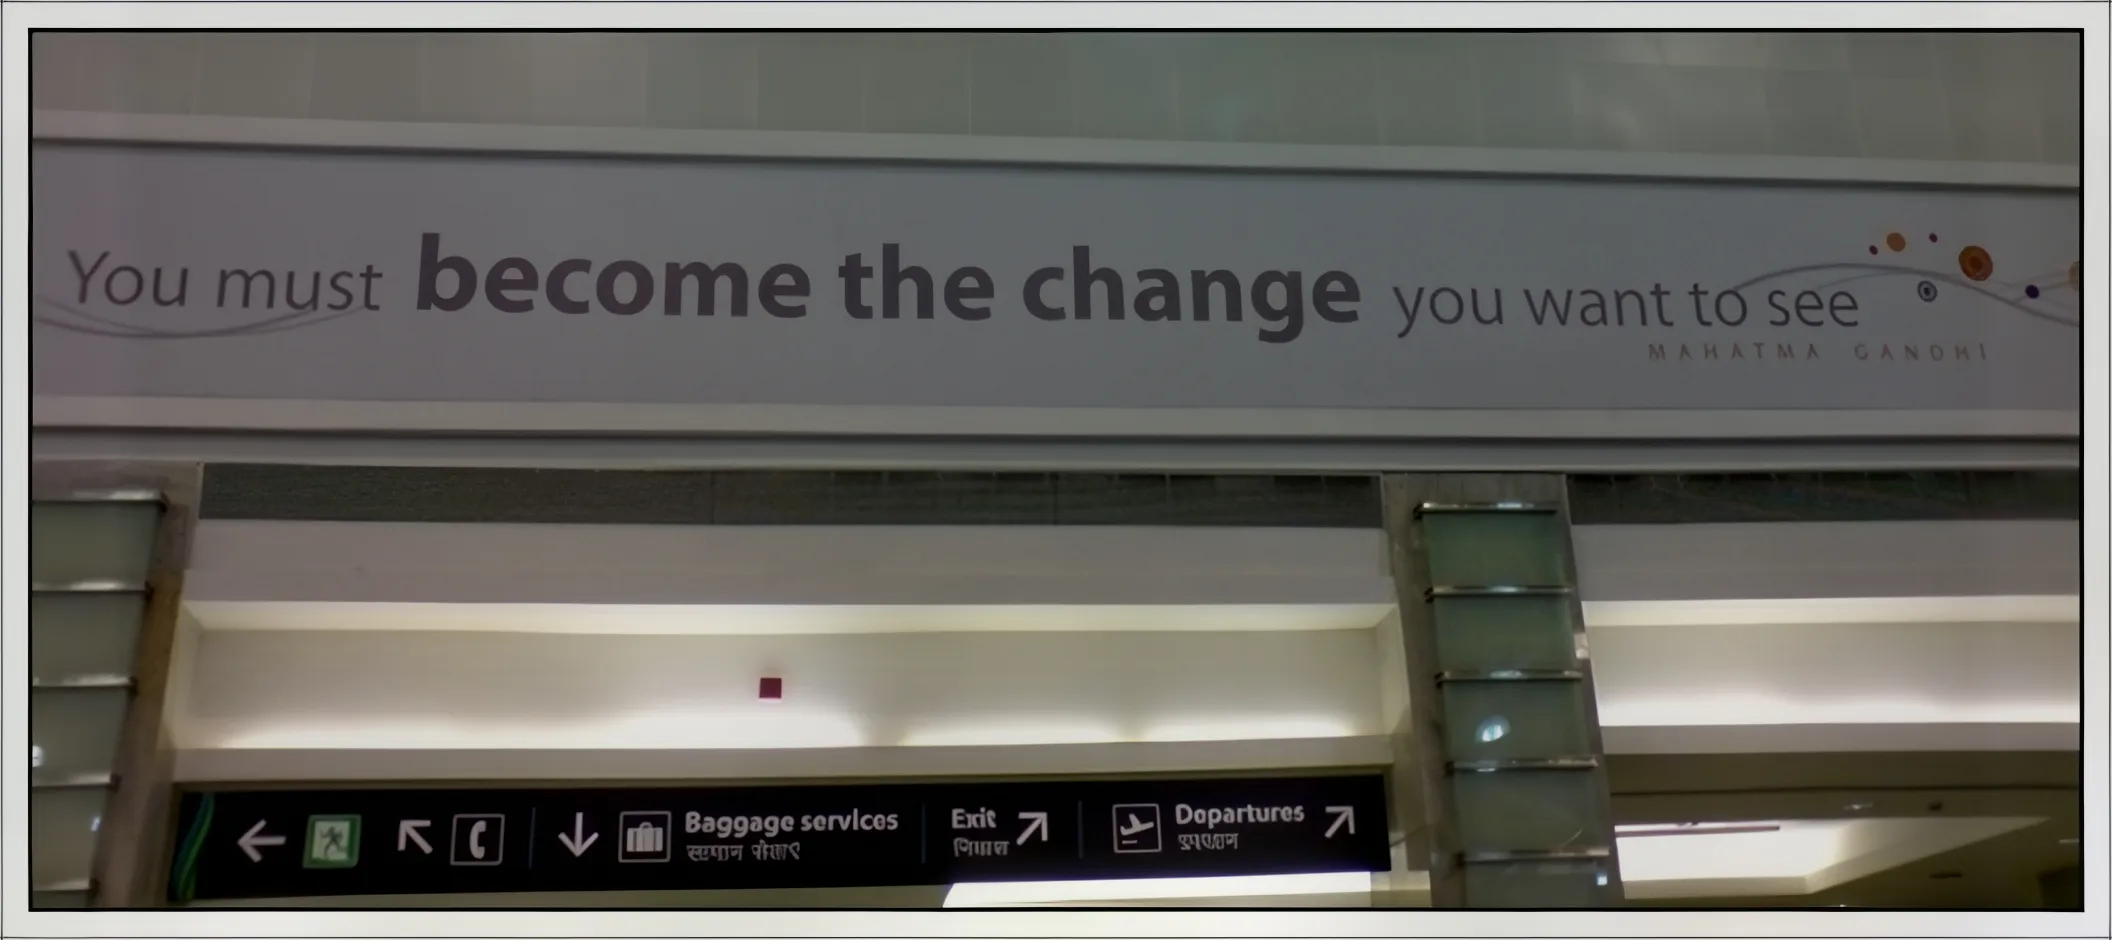 You must become the change you want to see
MAHATMA GANDHI
Baggage services
Exit
Departures